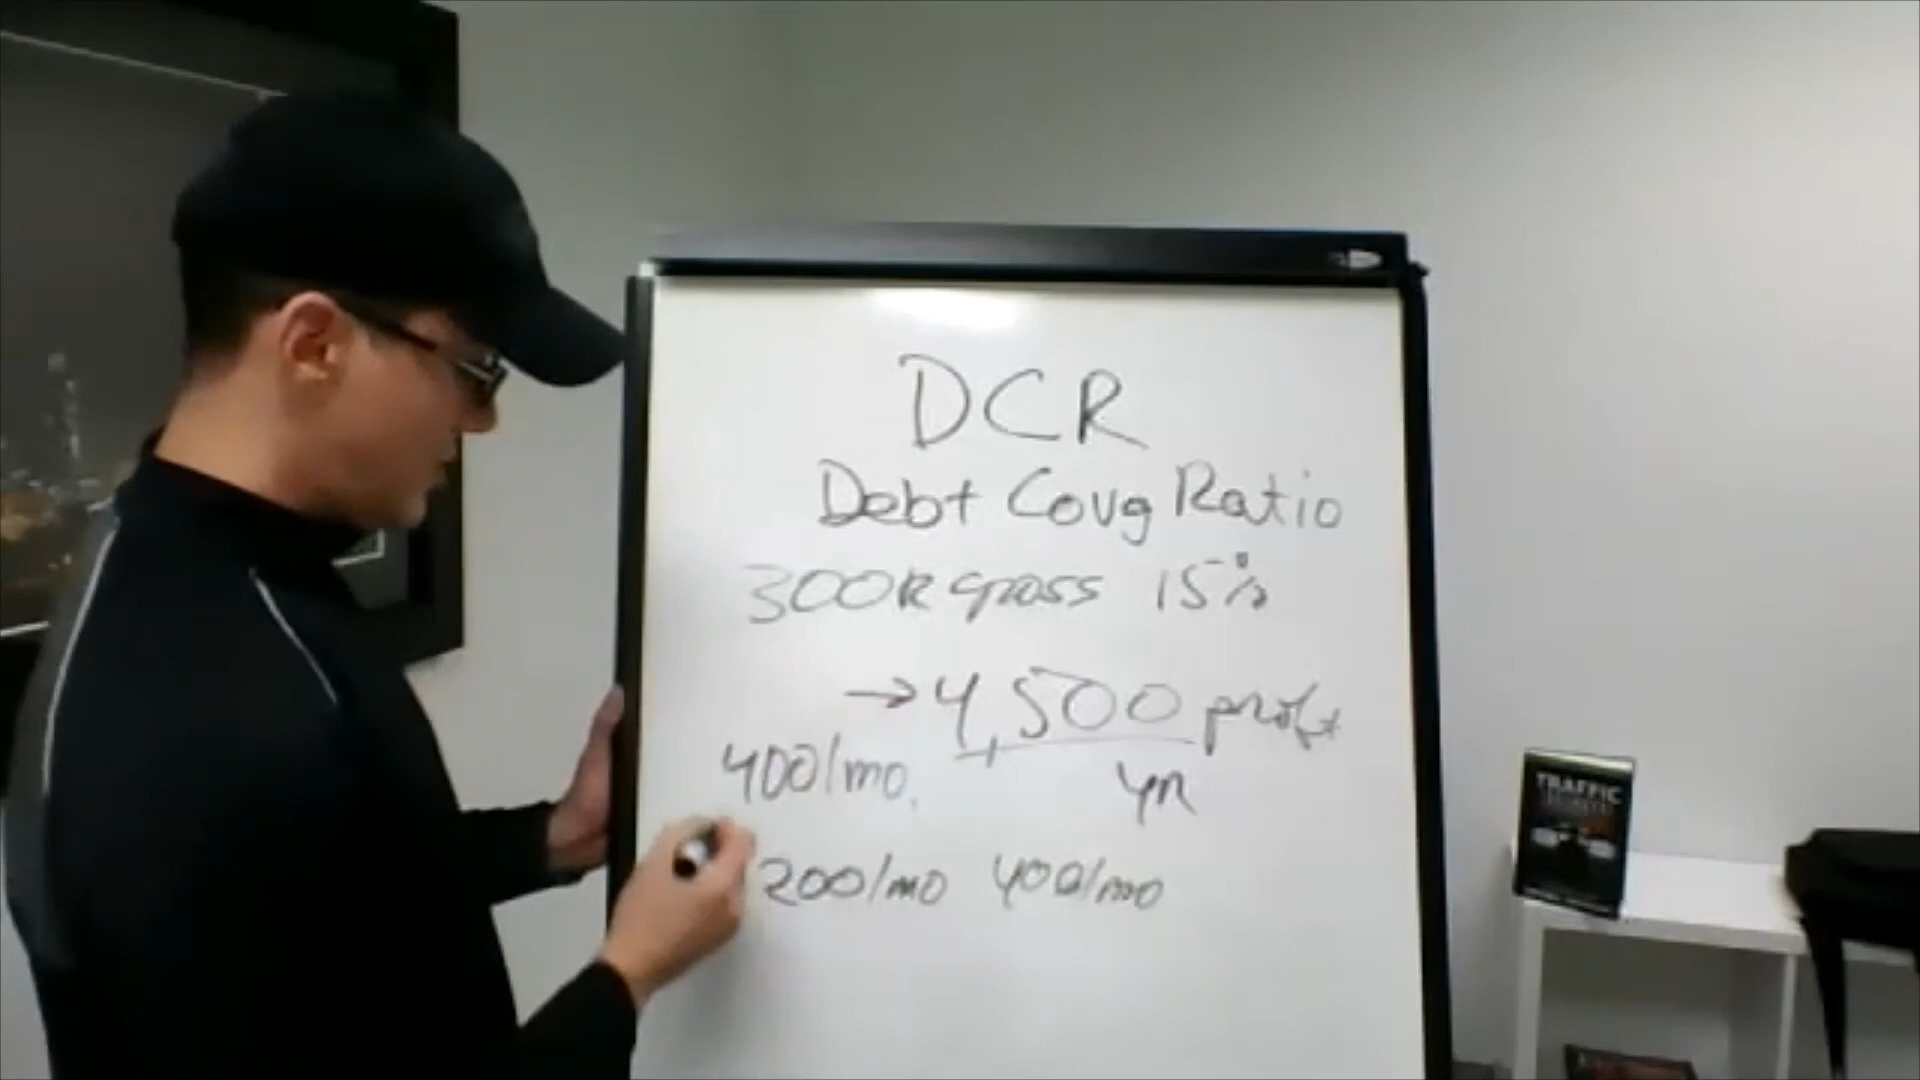 DCR
Debt Covg Ratio
300k gross 15%
→ 4,500 profit
400/mo. yr
200/mo 400/mo
TRAFFIC